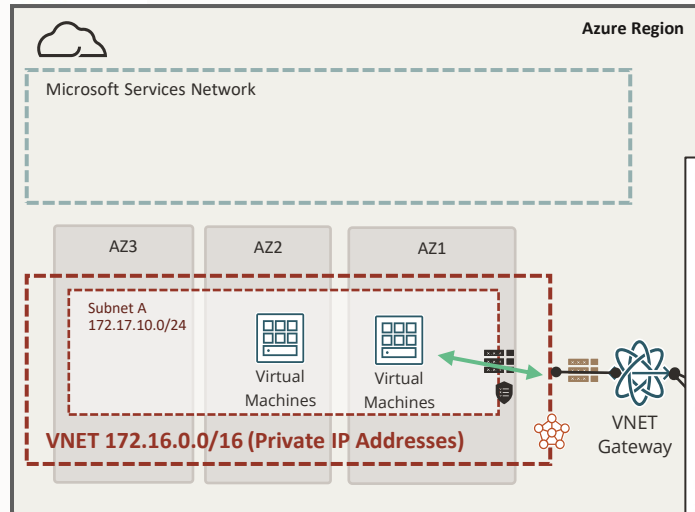 Azure Region
Microsoft Services Network
AZ3
AZ2
AZ1
Subnet A
172.17.10.0/24
Virtual
Machines
Virtual
Machines
VNET 172.16.0.0/16 (Private IP Addresses)
VNET
Gateway